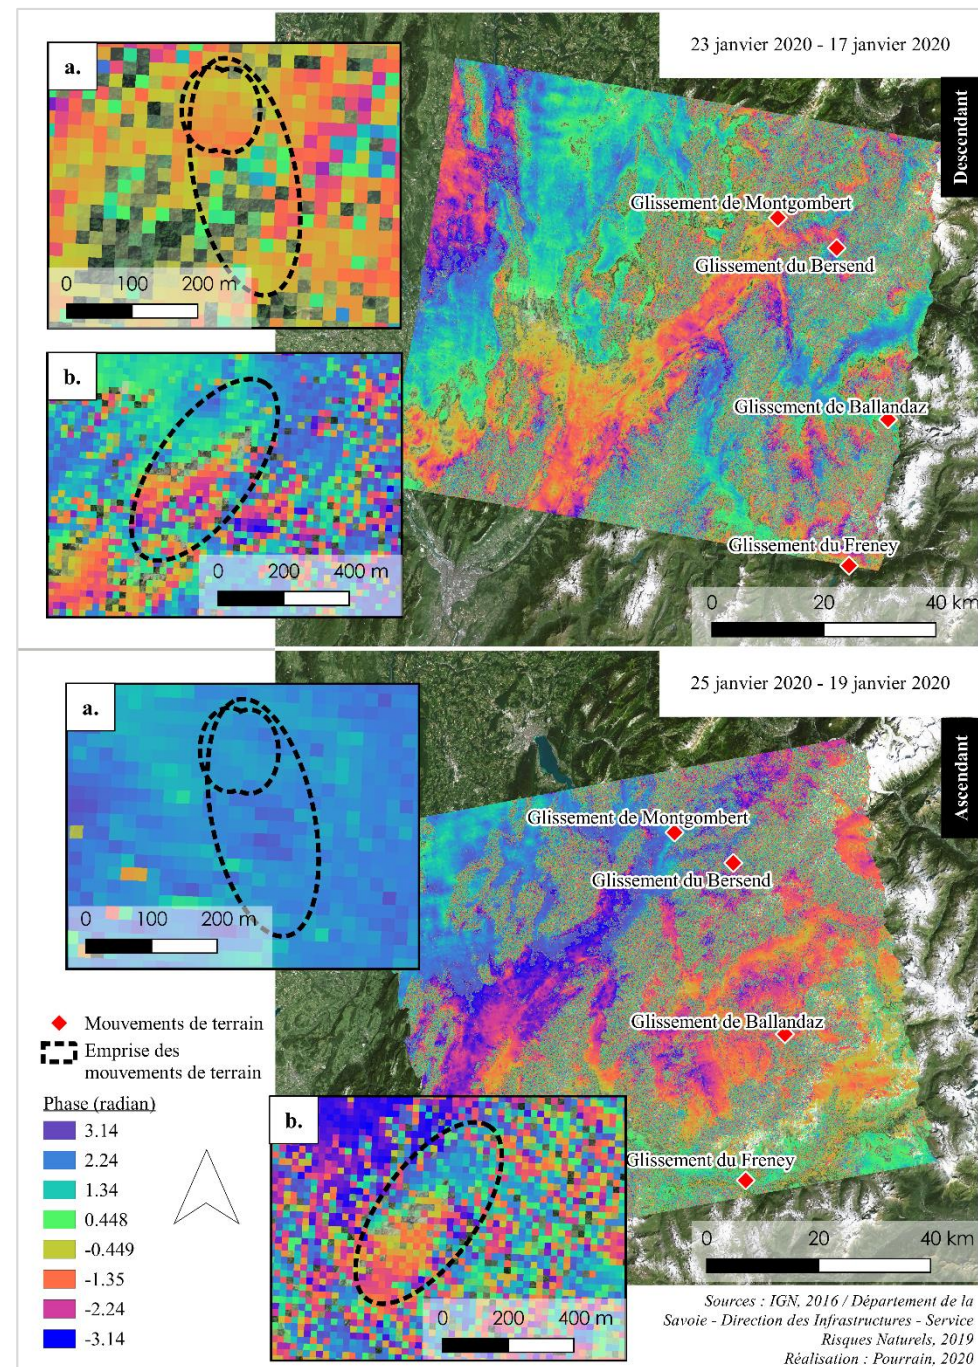 23 janvier 2020 - 17 janvier 2020
Descendant
a.
0 100 200 m
b.
0 200 400 m
Glissement de Montgombert
Glissement du Bersend
Glissement de Ballandaz
Glissement du Freney
0 20 40 km
25 janvier 2020 - 19 janvier 2020
Ascendant
a.
0 100 200 m
Glissement de Montgombert
Glissement du Bersend
Glissement de Ballandaz
Glissement du Freney
0 20 40 km
Mouvements de terrain
Emprise des
mouvements de terrain
Phase (radian)
3.14
2.24
1.34
0.448
-0.449
-1.35
-2.24
-3.14
b.
0 200 400 m
Sources : IGN, 2016 / Département de la
Savoie - Direction des Infrastructures - Service
Risques Naturels, 2019
Réalisation : Pourrain, 2020